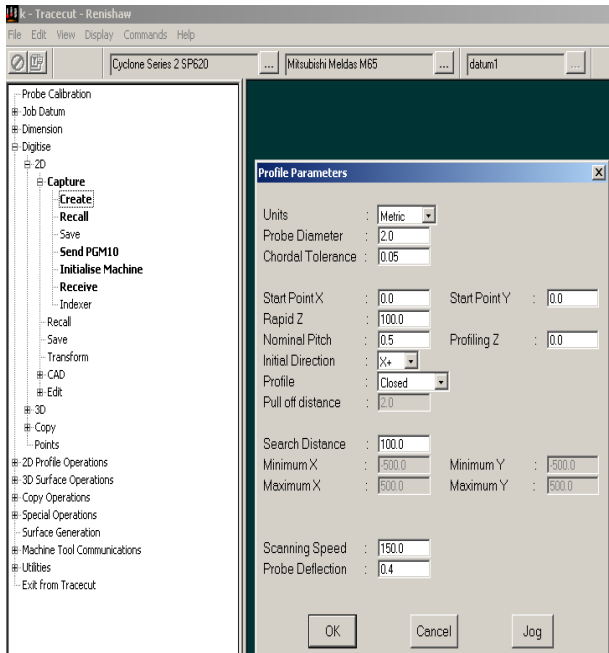 k - Tracecut - Renishaw
File Edit View Display Commands Help
Cyclone Series 2 SP620 ... Mitsubishi Meldas M65 ... datum1 ...
Probe Calibration
Job Datum
Dimension
Digitise
2D
Capture
Create
Recall
Save
Send PGM10
Initialise Machine
Receive
Indexer
Recall
Save
Transform
CAD
Edit
3D
Copy
Points
2D Profile Operations
3D Surface Operations
Copy Operations
Special Operations
Surface Generation
Machine Tool Communications
Utilities
Exit from Tracecut
Profile Parameters
Units : Metric
Probe Diameter : 2.0
Chordal Tolerance : 0.05
Start Point X : 0.0 Start Point Y : 0.0
Rapid Z : 100.0
Nominal Pitch : 0.5 Profiling Z : 0.0
Initial Direction : X+
Profile : Closed
Pull off distance : 2.0
Search Distance : 100.0
Minimum X : -500.0 Minimum Y : -500.0
Maximum X : 500.0 Maximum Y : 500.0
Scanning Speed : 150.0
Probe Deflection : 0.4
OK Cancel Jog